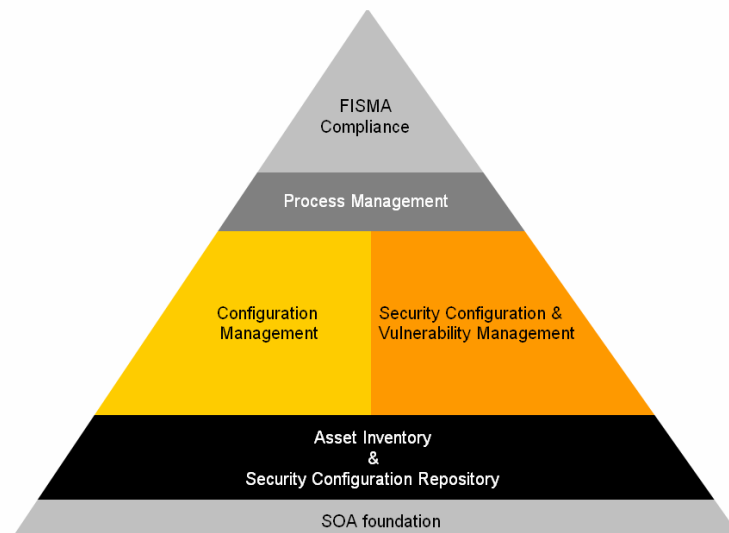 FISMA
Compliance
Process Management
Configuration
Management
Security Configuration &
Vulnerability Management
Asset Inventory
&
Security Configuration Repository
SOA foundation